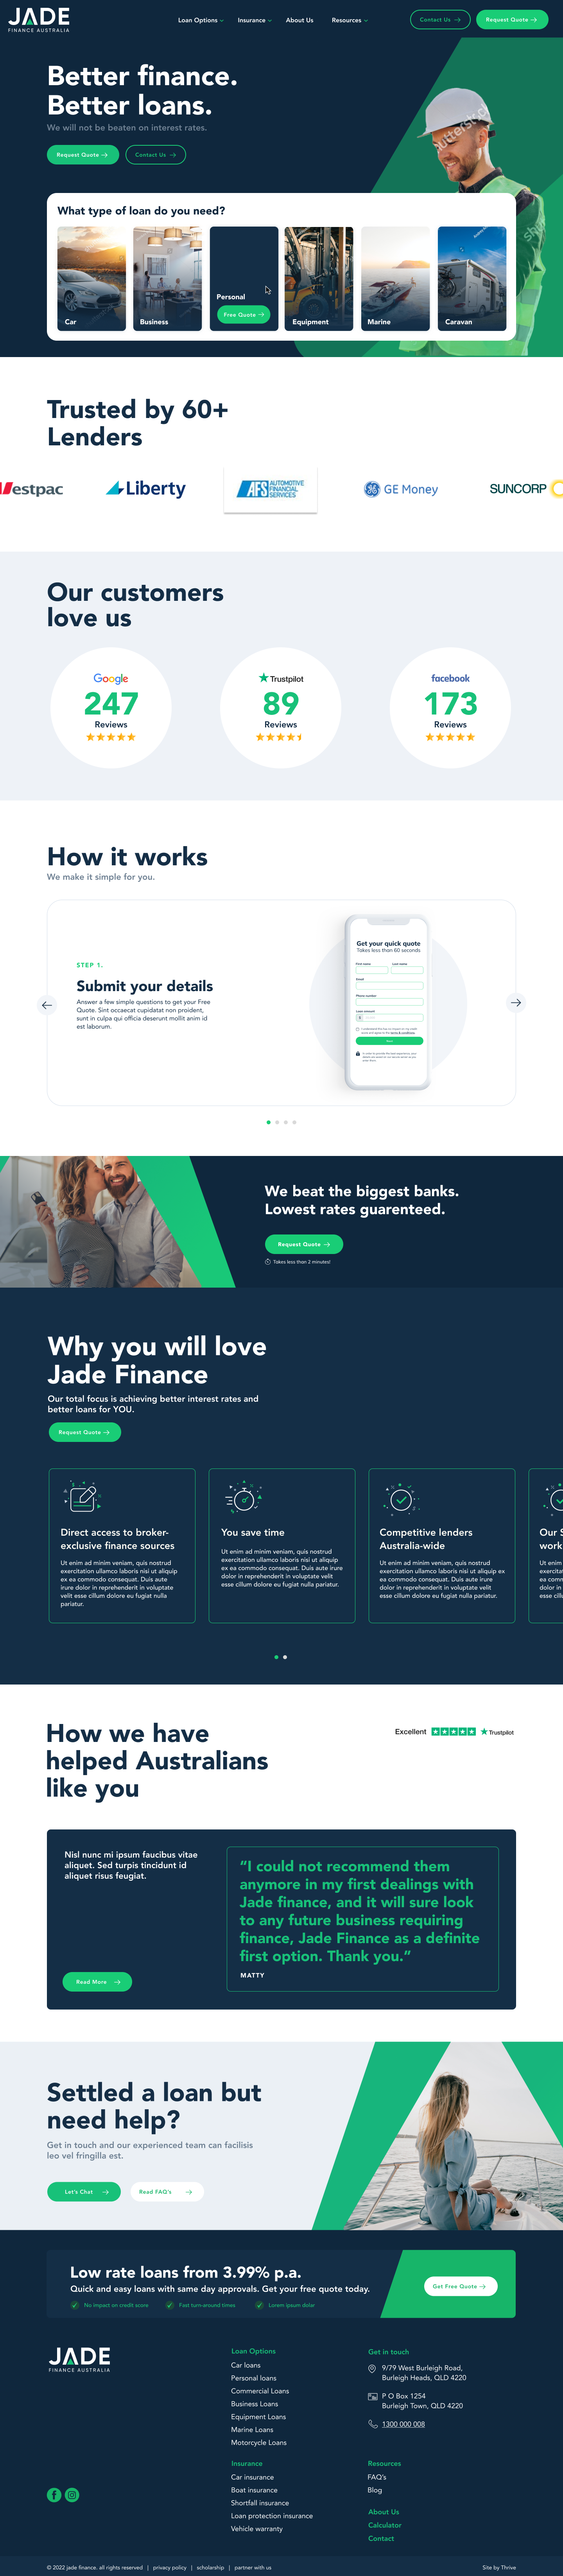 JADE
FINANCE AUSTRALIA
Loan Options
Insurance
About Us
Resources
Contact Us
Request Quote
Better finance.
Better loans.
We will not be beaten on interest rates.
Request Quote
Contact Us
What type of loan do you need?
Car
Business
Personal
Free Quote
Equipment
Marine
Caravan
Trusted by 60+
Lenders
estpac
Liberty
AFS AUTOMOTIVE
FINANCIAL
SERVICES
GE Money
SUNCORP
Our customers
love us
Google
247
Reviews
Trustpilot
89
Reviews
facebook
173
Reviews
How it works
We make it simple for you.
STEP 1.
Submit your details
Answer a few simple questions to get your Free
Quote. Sint occaecat cupidatat non proident,
sunt in culpa qui officia deserunt mollit anim id
est laborum.
Get your quick quote
Takes less than 60 seconds
First name
Last name
Email
Phone number
Loan amount
$
Next
We beat the biggest banks.
Lowest rates guarenteed.
Request Quote
Takes less than 2 minutes!
Why you will love
Jade Finance
Our total focus is achieving better interest rates and
better loans for YOU.
Request Quote
Direct access to broker-
exclusive finance sources
Ut enim ad minim veniam, quis nostrud
exercitation ullamco laboris nisi ut aliquip
ex ea commodo consequat. Duis aute
irure dolor in reprehenderit in voluptate
velit esse cillum dolore eu fugiat nulla
pariatur.
You save time
Ut enim ad minim veniam, quis nostrud
exercitation ullamco laboris nisi ut aliquip
ex ea commodo consequat. Duis aute irure
dolor in reprehenderit in voluptate velit
esse cillum dolore eu fugiat nulla pariatur.
Competitive lenders
Australia-wide
Ut enim ad minim veniam, quis nostrud
exercitation ullamco laboris nisi ut aliquip ex
ea commodo consequat. Duis aute irure
dolor in reprehenderit in voluptate velit
esse cillum dolore eu fugiat nulla pariatur.
Our S
work
Ut enim
exercita
ea comm
dolor in
esse cill
How we have
helped Australians
like you
Excellent
Trustpilot
Nisl nunc mi ipsum faucibus vitae
aliquet. Sed turpis tincidunt id
aliquet risus feugiat.
Read More
“I could not recommend them
anymore in my first dealings with
Jade finance, and it will sure look
to any future business requiring
finance, Jade Finance as a definite
first option. Thank you.”
MATTY
Settled a loan but
need help?
Get in touch and our experienced team can facilisis
leo vel fringilla est.
Let's Chat
Read FAQ's
Low rate loans from 3.99% p.a.
Quick and easy loans with same day approvals. Get your free quote today.
No impact on credit score
Fast turn-around times
Lorem ipsum dolar
Get Free Quote
JADE
FINANCE AUSTRALIA
Loan Options
Car loans
Personal loans
Commercial Loans
Business Loans
Equipment Loans
Marine Loans
Motorcycle Loans
Get in touch
9/79 West Burleigh Road,
Burleigh Heads, QLD 4220
P O Box 1254
Burleigh Town, QLD 4220
1300 000 008
Insurance
Car insurance
Boat insurance
Shortfall insurance
Loan protection insurance
Vehicle warranty
Resources
FAQ's
Blog
About Us
Calculator
Contact
© 2022 jade finance. all rights reserved | privacy policy | scholarship | partner with us
Site by Thrive